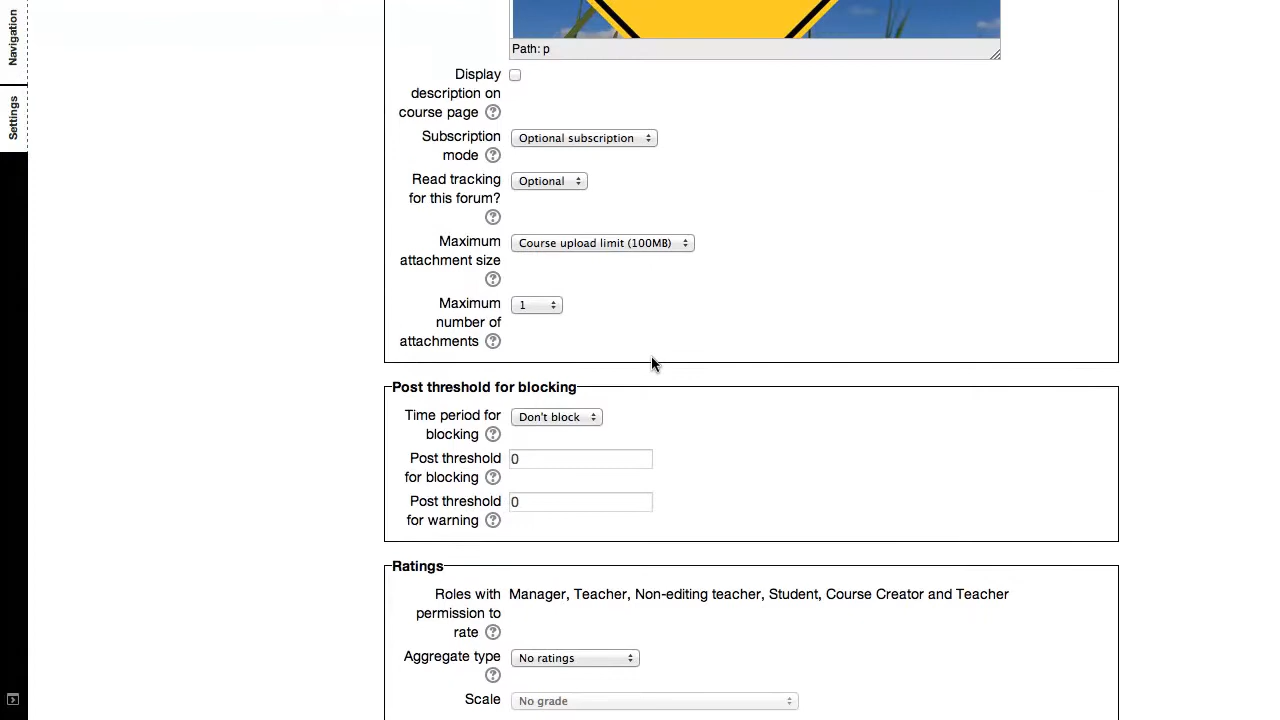 Navigation
Settings
Path: p
Display
description on
course page
Subscription
mode
Optional subscription
Read tracking
for this forum?
Optional
Maximum
attachment size
Course upload limit (100MB)
Maximum
number of
attachments
1
Post threshold for blocking
Time period for
blocking
Don't block
Post threshold
for blocking
0
Post threshold
for warning
0
Ratings
Roles with
permission to
rate
Manager, Teacher, Non-editing teacher, Student, Course Creator and Teacher
Aggregate type
No ratings
Scale
No grade